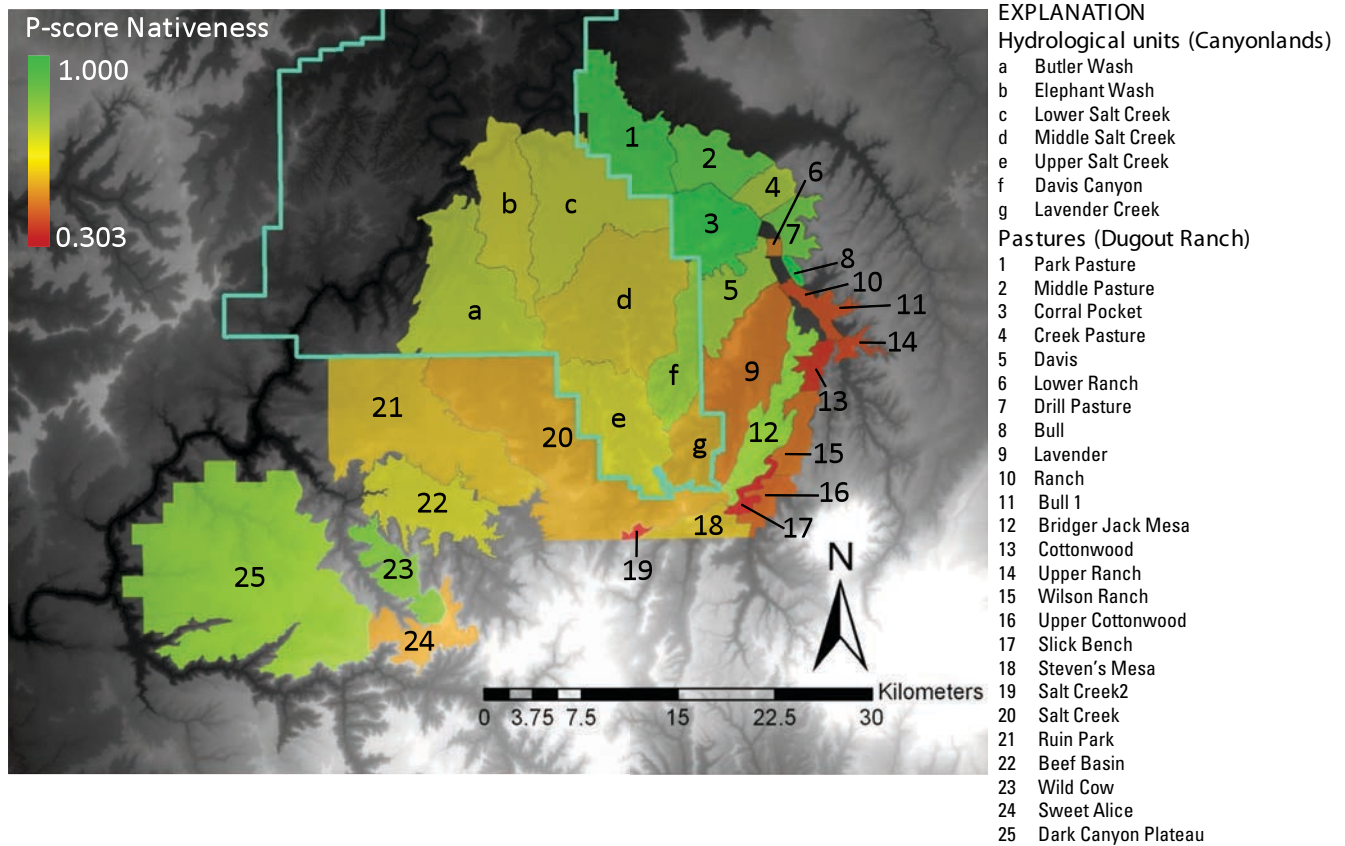 P-score Nativeness
1.000
0.303
1
2
3
4
6
7
8
5
10
11
14
9
13
12
15
16
17
18
19
b
c
a
d
f
e
g
21
20
22
23
24
25
N
Kilometers
0 3.75 7.5 15 22.5 30
EXPLANATION
Hydrological units (Canyonlands)
a Butler Wash
b Elephant Wash
c Lower Salt Creek
d Middle Salt Creek
e Upper Salt Creek
f Davis Canyon
g Lavender Creek
Pastures (Dugout Ranch)
1 Park Pasture
2 Middle Pasture
3 Corral Pocket
4 Creek Pasture
5 Davis
6 Lower Ranch
7 Drill Pasture
8 Bull
9 Lavender
10 Ranch
11 Bull 1
12 Bridger Jack Mesa
13 Cottonwood
14 Upper Ranch
15 Wilson Ranch
16 Upper Cottonwood
17 Slick Bench
18 Steven's Mesa
19 Salt Creek2
20 Salt Creek
21 Ruin Park
22 Beef Basin
23 Wild Cow
24 Sweet Alice
25 Dark Canyon Plateau